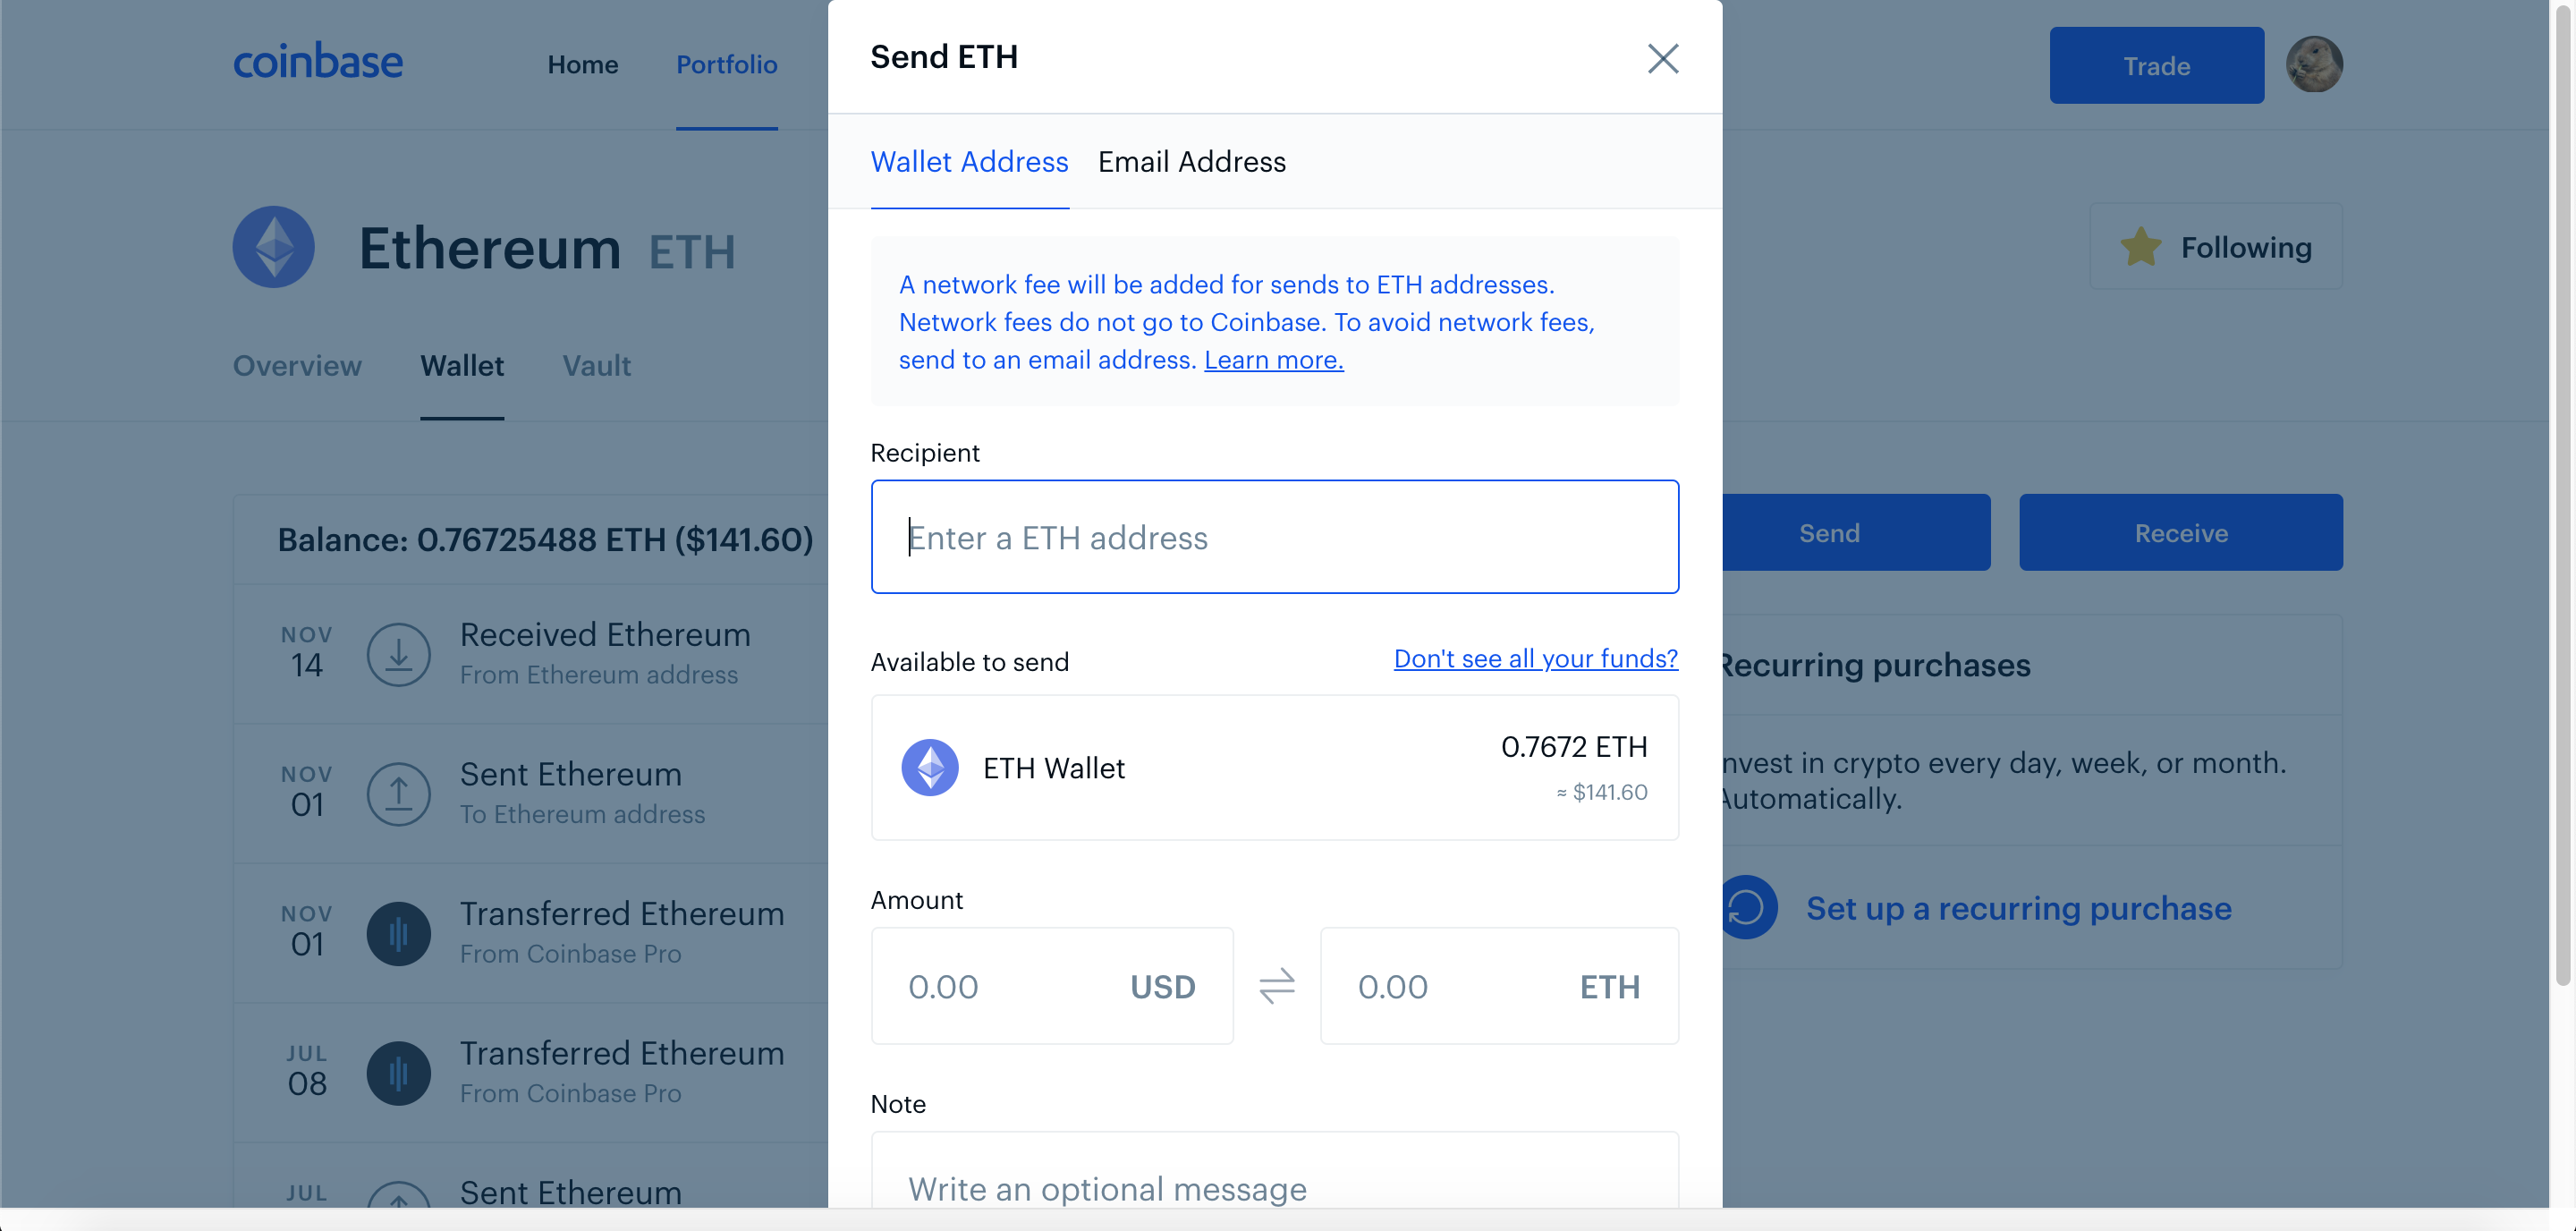 coinbase
Home
Portfolio
Trade
Ethereum ETH
Following
Overview
Wallet
Vault
Balance: 0.76725488 ETH ($141.60)
NOV
14
Received Ethereum
From Ethereum address
NOV
01
Sent Ethereum
To Ethereum address
NOV
01
Transferred Ethereum
From Coinbase Pro
JUL
08
Transferred Ethereum
From Coinbase Pro
JUL
Sent Ethereum
Send ETH
Wallet Address
Email Address
A network fee will be added for sends to ETH addresses.
Network fees do not go to Coinbase. To avoid network fees,
send to an email address. Learn more.
Recipient
Enter a ETH address
Available to send
Don't see all your funds?
ETH Wallet
0.7672 ETH
≈ $141.60
Amount
0.00 USD
0.00 ETH
Note
Write an optional message
Send
Receive
Recurring purchases
nvest in crypto every day, week, or month.
Automatically.
Set up a recurring purchase